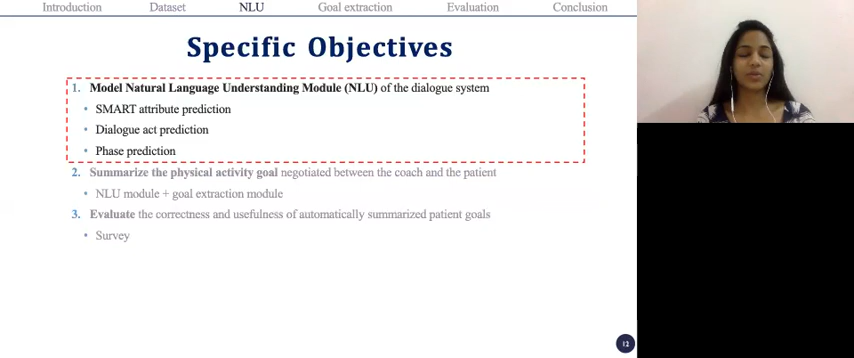 Introduction Dataset NLU Goal extraction Evaluation Conclusion
Specific Objectives
1. Model Natural Language Understanding Module (NLU) of the dialogue system
• SMART attribute prediction
• Dialogue act prediction
• Phase prediction
2. Summarize the physical activity goal negotiated between the coach and the patient
• NLU module + goal extraction module
3. Evaluate the correctness and usefulness of automatically summarized patient goals
• Survey
12